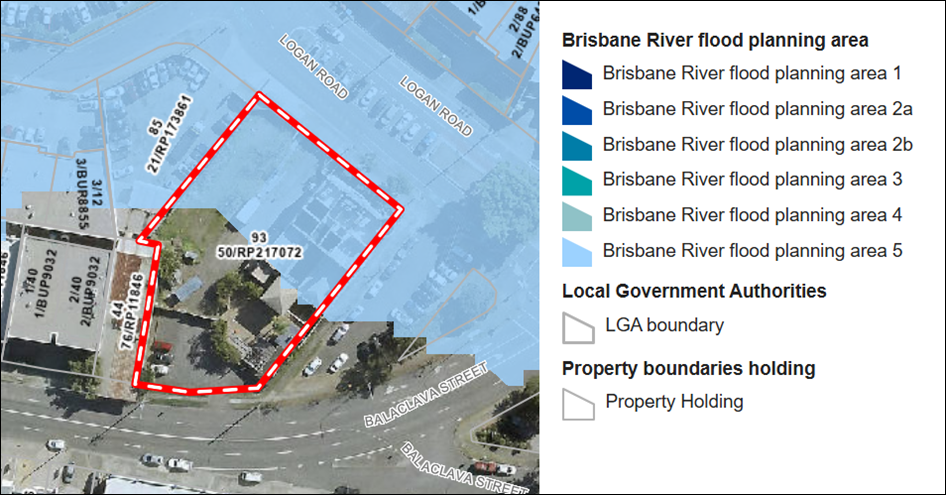 LOGAN ROAD
LOGAN ROAD
2/88
1/BUP
2/BUP
85
21/RP173861
3/12
3/BUR8855
93
50/RP217072
1/40
1/BUP9032
2/40
2/BUP9032
44
76/RP11846
BALACLAVA STREET
BALACLAVA STREET
Brisbane River flood planning area
Brisbane River flood planning area 1
Brisbane River flood planning area 2a
Brisbane River flood planning area 2b
Brisbane River flood planning area 3
Brisbane River flood planning area 4
Brisbane River flood planning area 5
Local Government Authorities
LGA boundary
Property boundaries holding
Property Holding